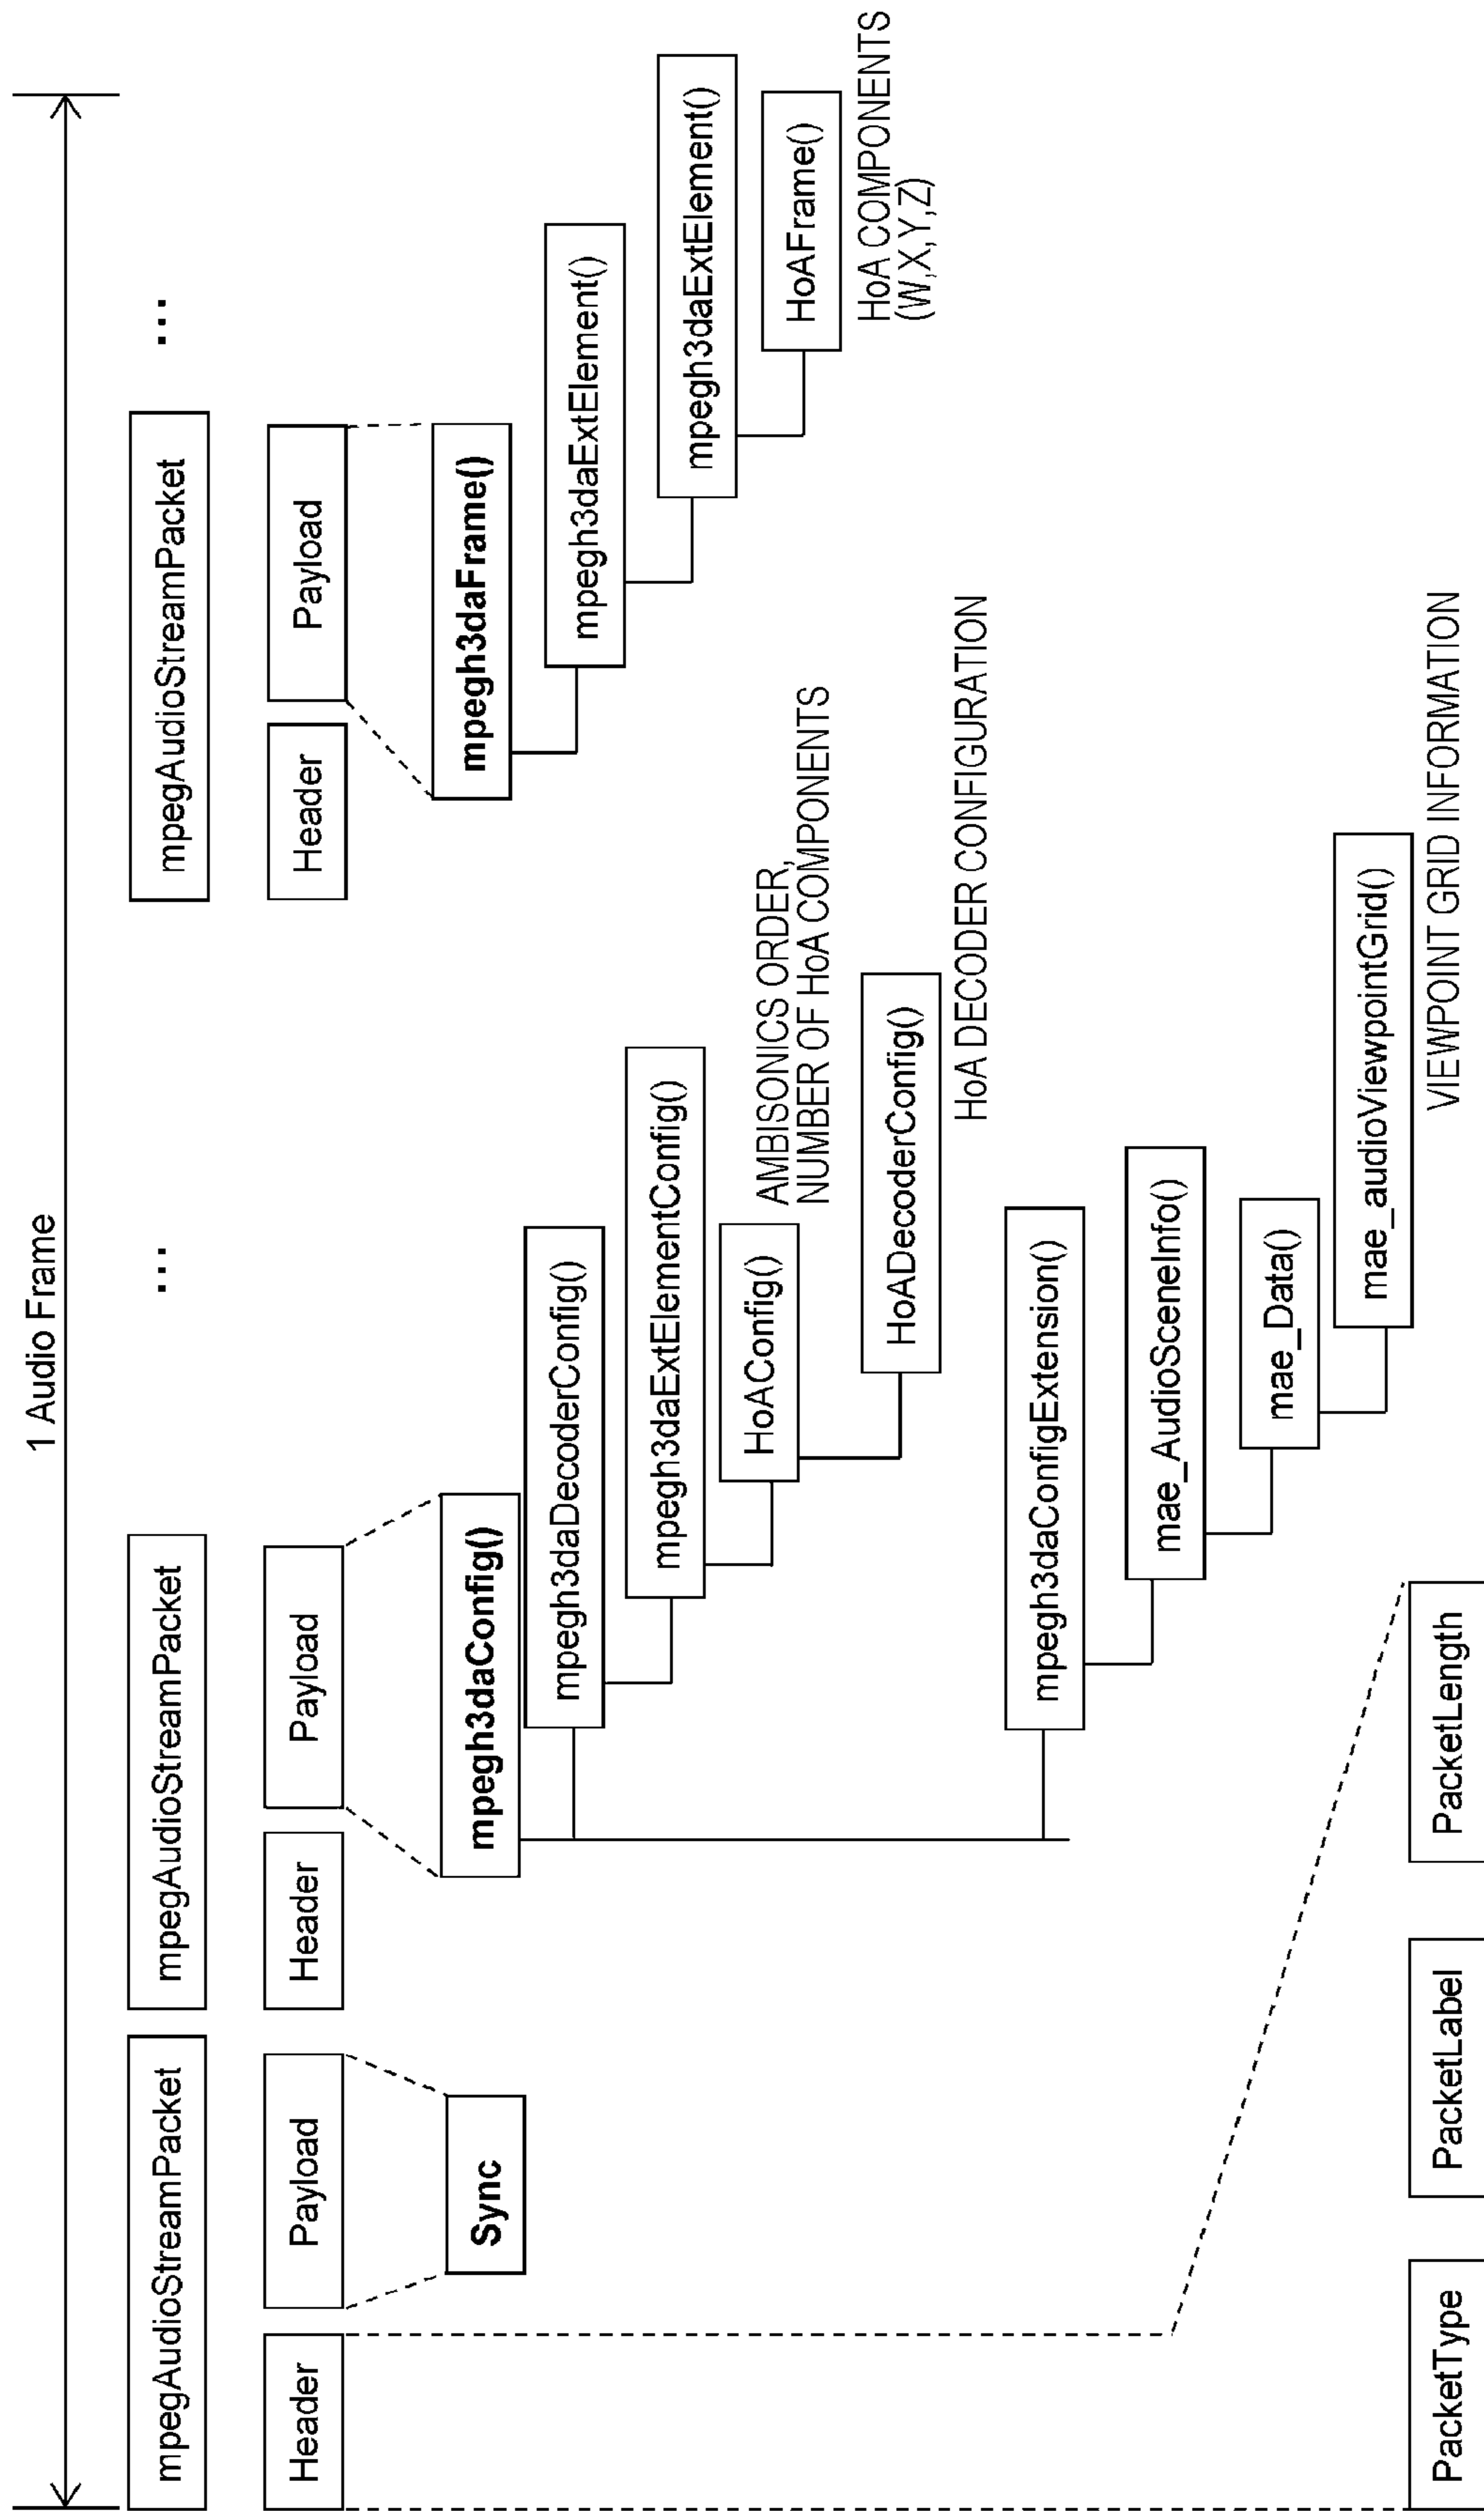 1 Audio Frame
mpegAudioStreamPacket
mpegAudioStreamPacket
...
mpegAudioStreamPacket
...
Header
Payload
Header
Payload
Header
Payload
Sync
mpegh3daConfig()
mpegh3daDecoderConfig()
mpegh3daExtElementConfig()
HoAConfig()
AMBISONICS ORDER,
NUMBER OF HoA COMPONENTS
HoADecoderConfig()
HoA DECODER CONFIGURATION
mpegh3daConfigExtension()
mae_AudioSceneInfo()
mae_Data()
mae_audioViewpointGrid()
VIEWPOINT GRID INFORMATION
mpegh3daFrame()
mpegh3daExtElement()
mpegh3daExtElement()
HoAFrame()
HoA COMPONENTS
(W,X,Y,Z)
PacketType
PacketLabel
PacketLength